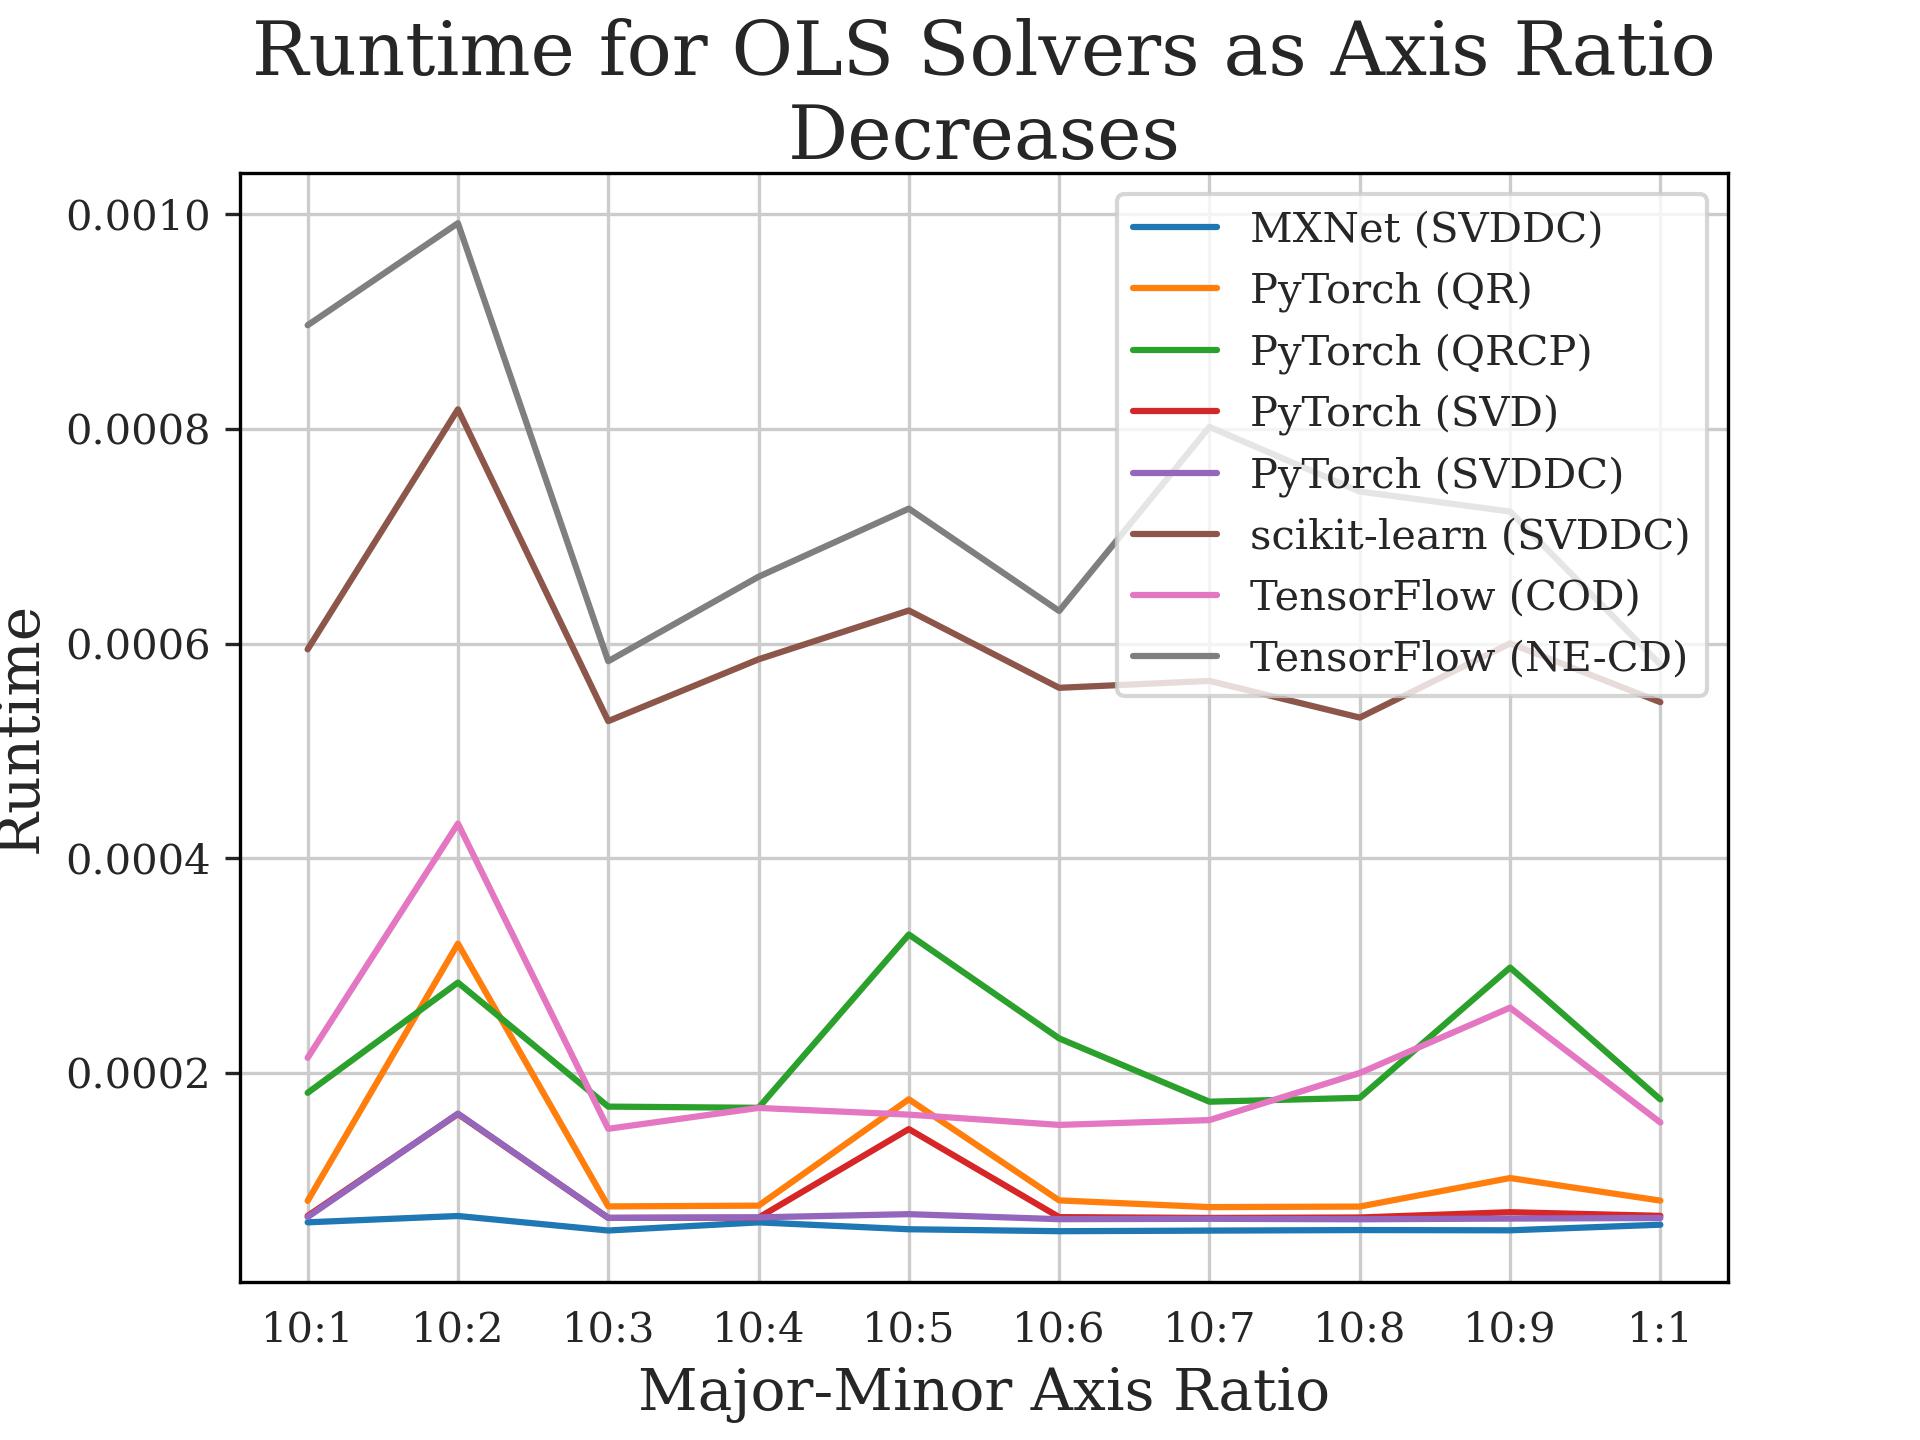 Runtime for OLS Solvers as Axis Ratio
Decreases
0.0010
0.0008
0.0006
0.0004
0.0002
Runtime
MXNet (SVDDC)
PyTorch (QR)
PyTorch (QRCP)
PyTorch (SVD)
PyTorch (SVDDC)
scikit-learn (SVDDC)
TensorFlow (COD)
TensorFlow (NE-CD)
10:1 10:2 10:3 10:4 10:5 10:6 10:7 10:8 10:9 1:1
Major-Minor Axis Ratio